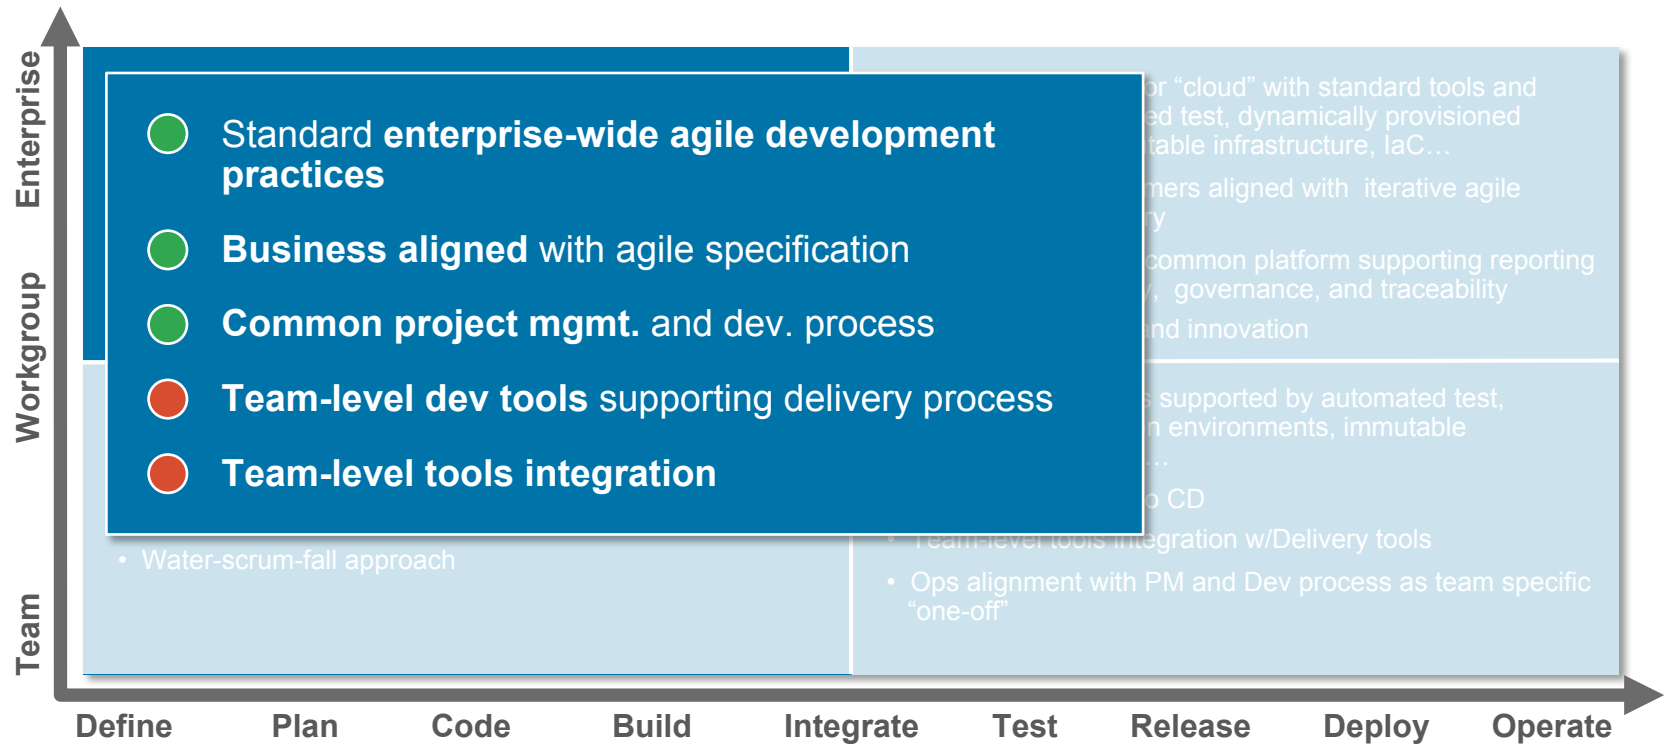 Enterprise
Workgroup
Team
Standard enterprise-wide agile development
practices
Business aligned with agile specification
Common project mgmt. and dev. process
Team-level dev tools supporting delivery process
Team-level tools integration
• Water-scrum-fall approach
or “cloud” with standard tools and
ed test, dynamically provisioned
table infrastructure, IaC…
mers aligned with iterative agile
ry
common platform supporting reporting
y, governance, and traceability
and innovation
s supported by automated test,
n environments, immutable
…
o CD
• Team-level tools integration w/Delivery tools
• Ops alignment with PM and Dev process as team specific
“one-off”
Define Plan Code Build Integrate Test Release Deploy Operate